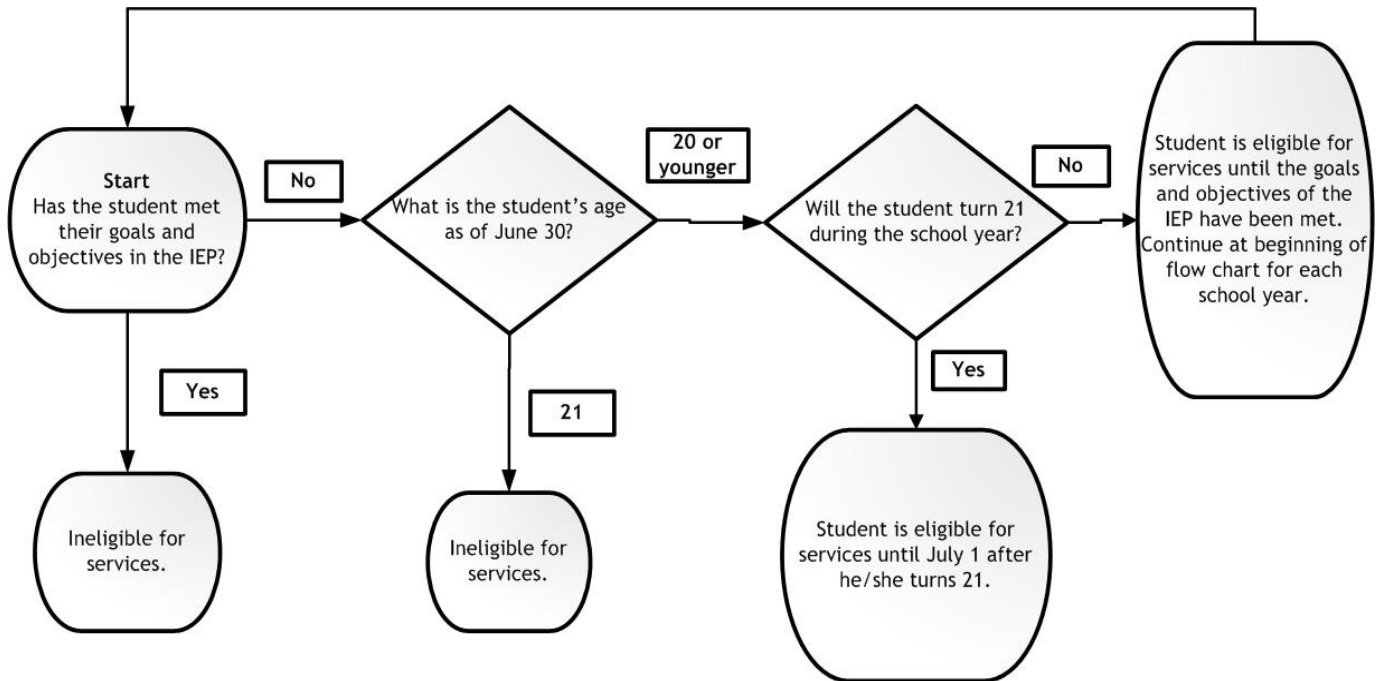 Start
Has the student met
their goals and
objectives in the IEP?
No
What is the student’s age
as of June 30?
20 or
younger
Will the student turn 21
during the school year?
No
Student is eligible for
services until the goals
and objectives of the
IEP have been met.
Continue at beginning of
flow chart for each
school year.
Yes
Ineligible for
services.
21
Ineligible for
services.
Yes
Student is eligible for
services until July 1 after
he/she turns 21.